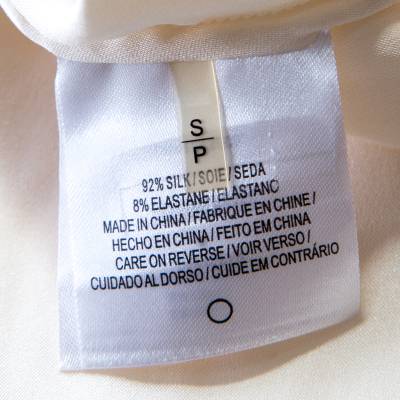 S
P
92% SILK / SOIE / SEDA
8% ELASTANE / ELASTANO
MADE IN CHINA / FABRIQUE EN CHINE /
HECHO EN CHINA / FEITO EM CHINA
CARE ON REVERSE / VOIR VERSO /
CUIDADO AL DORSO / CUIDE EM CONTRÁRIO